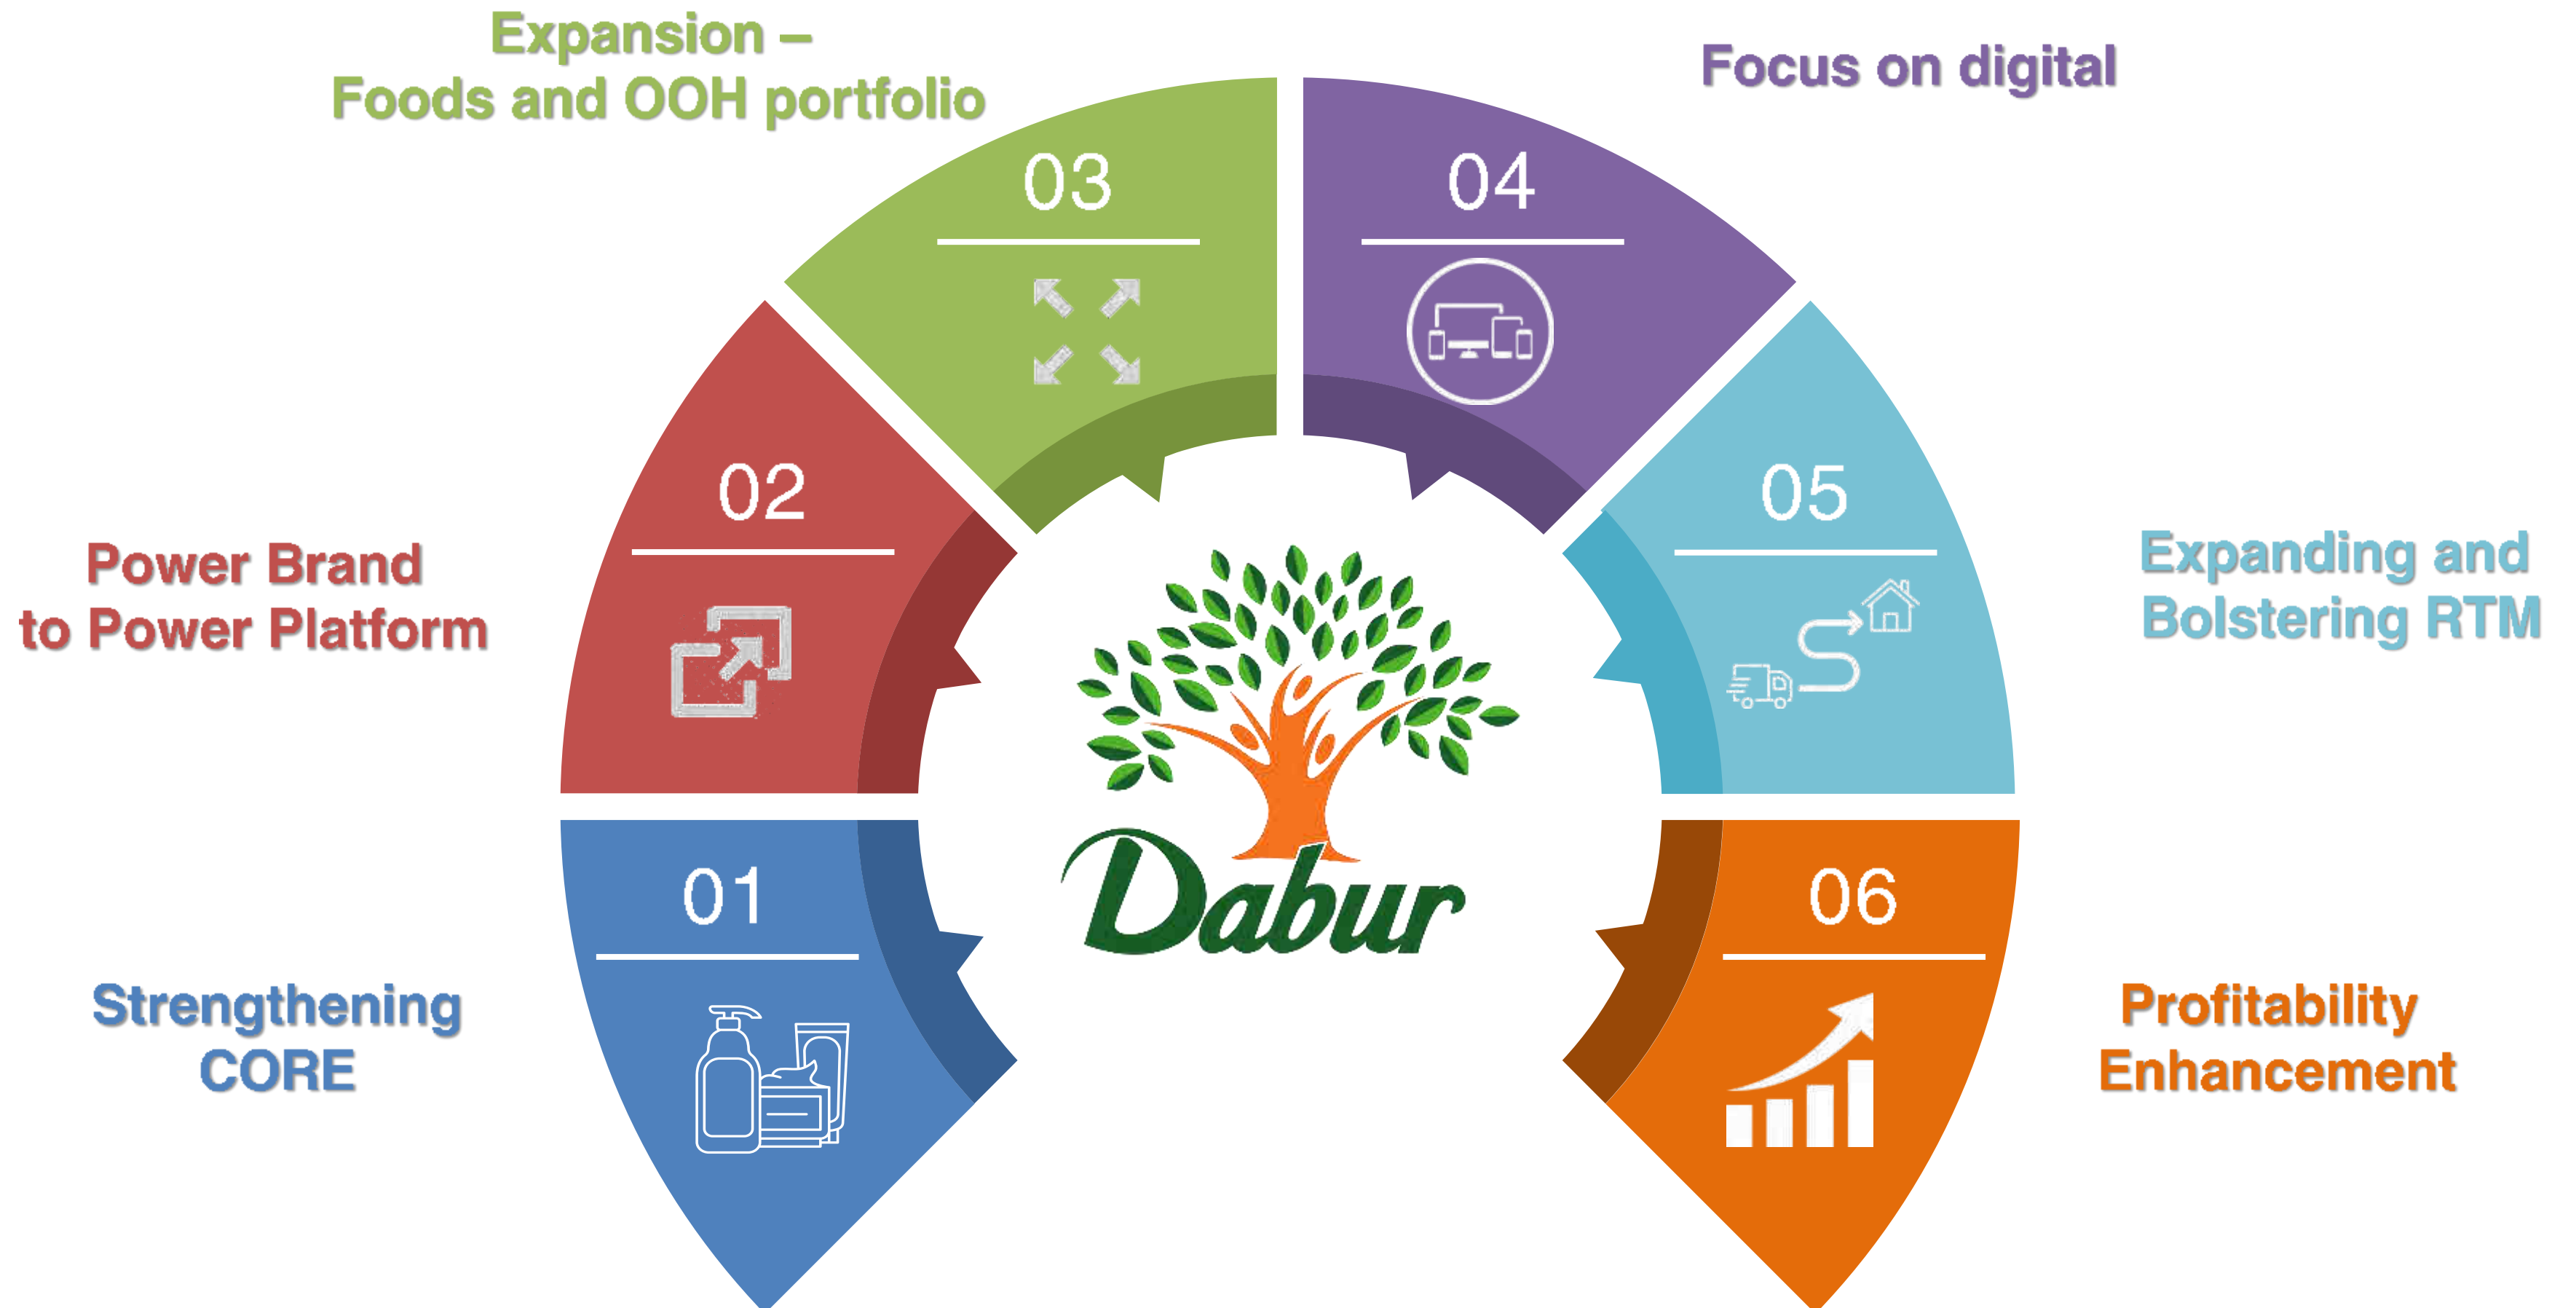 Expansion –
Foods and OOH portfolio
Focus on digital
03
04
02
05
Power Brand
to Power Platform
Expanding and
Bolstering RTM
01
06
Dabur
Strengthening
CORE
Profitability
Enhancement